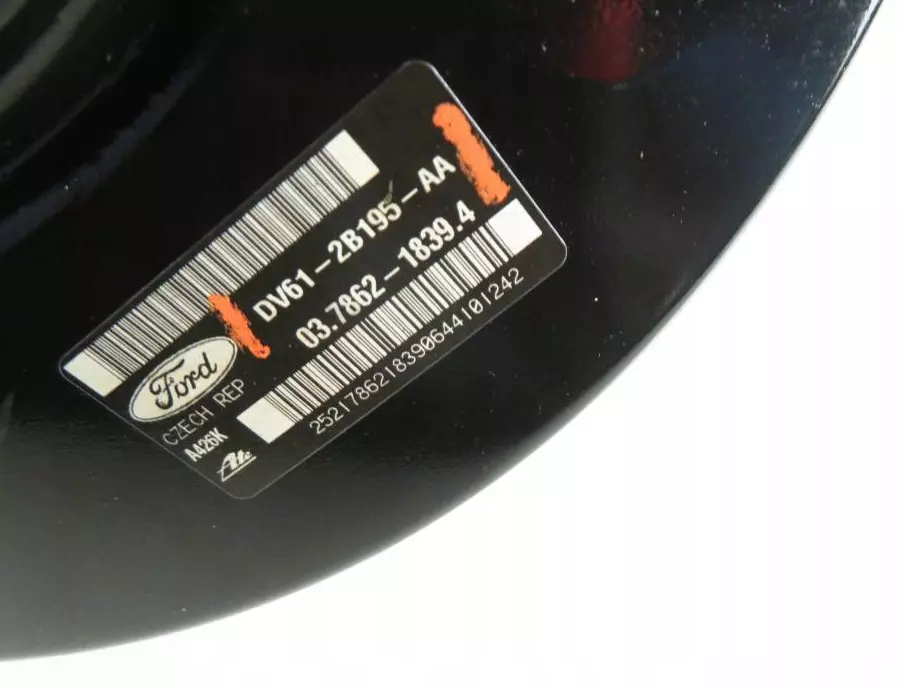 DV61-2B195-AA
03.7862-1839.4
Ford
CZECH REP
A426K
Ate
2521786218390644101242